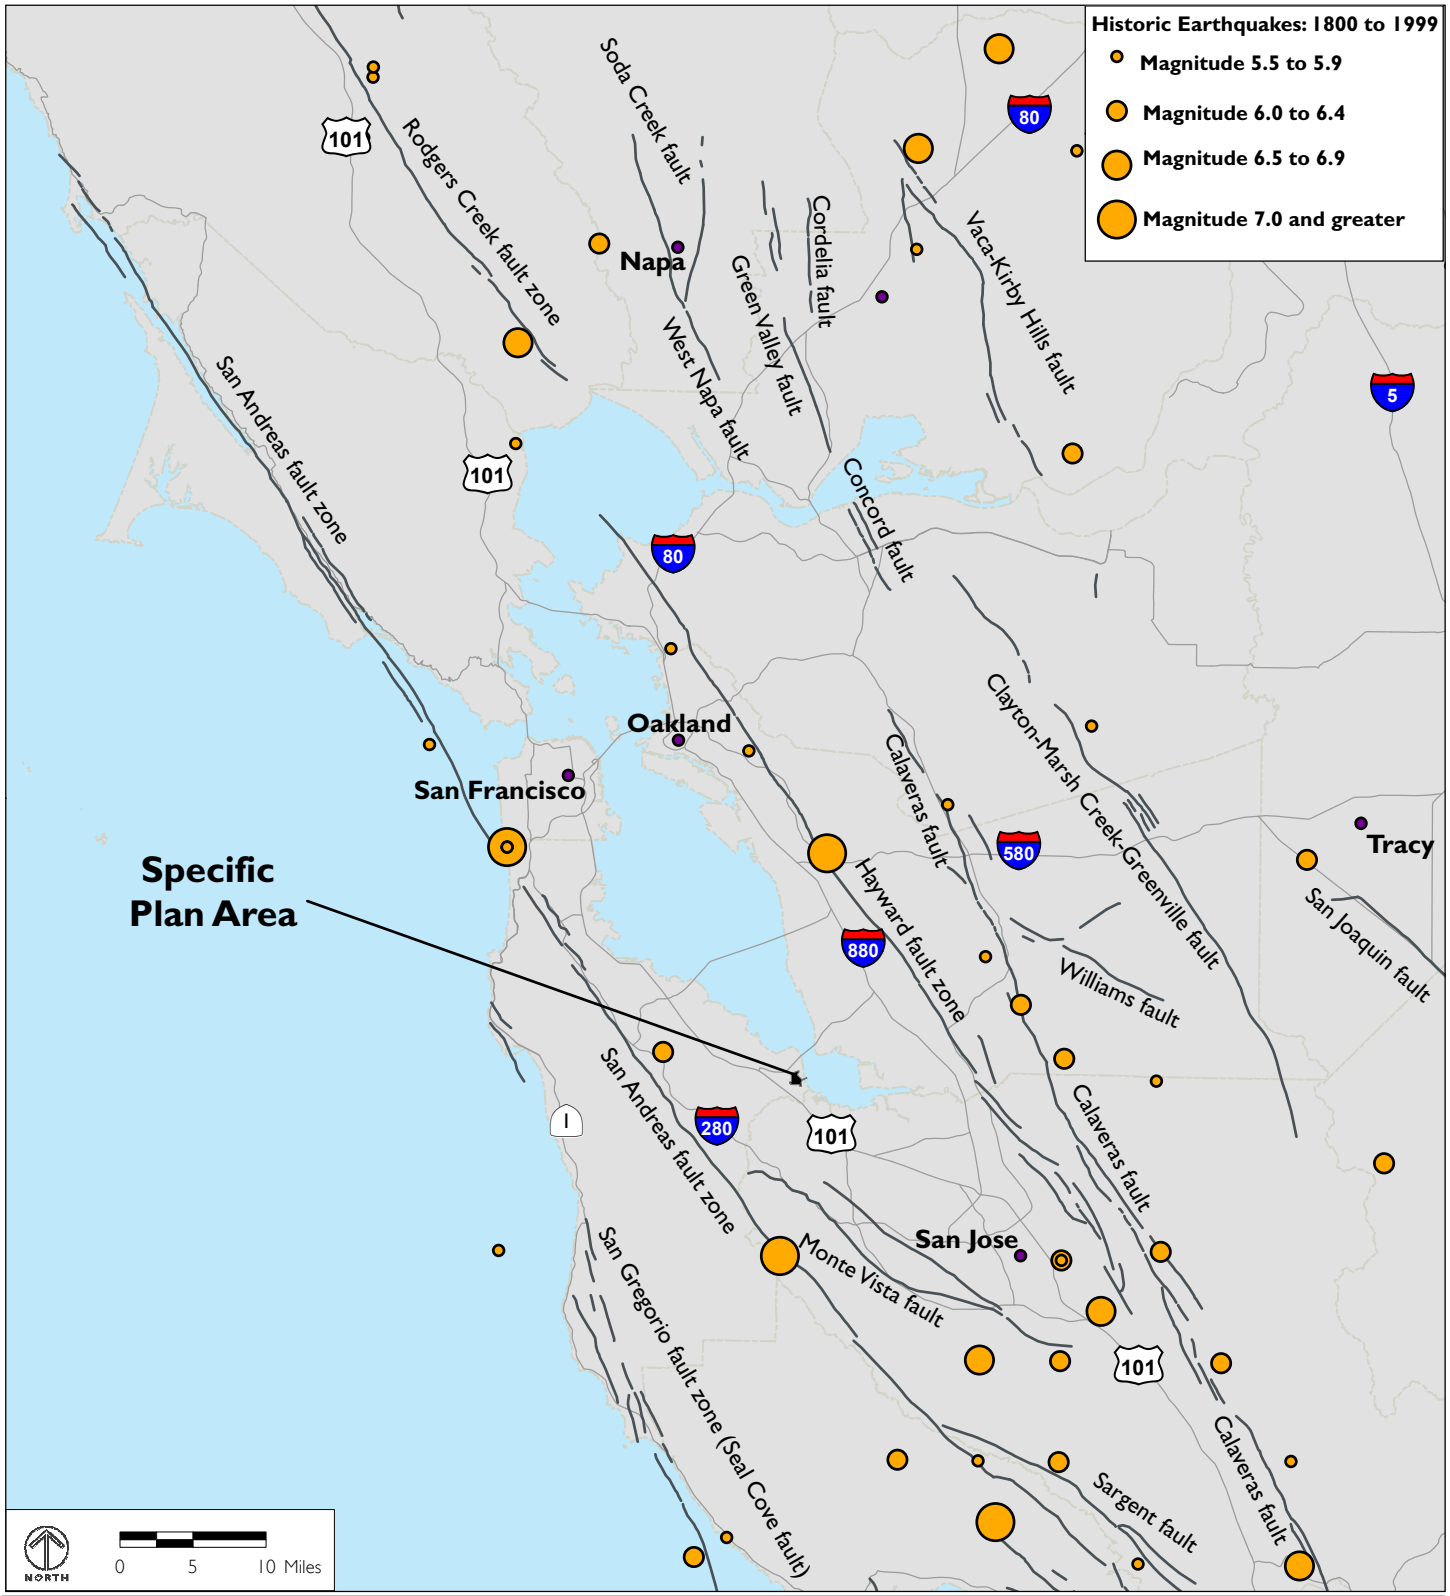 Historic Earthquakes: 1800 to 1999
Magnitude 5.5 to 5.9
Magnitude 6.0 to 6.4
Magnitude 6.5 to 6.9
Magnitude 7.0 and greater
101
Rodgers Creek fault zone
Soda Creek fault
Napa
West Napa fault
Green Valley fault
Cordelia fault
80
Vaca-Kirby Hills fault
5
San Andreas fault zone
101
80
Concord fault
Oakland
San Francisco
Calaveras fault
Clayton-Marsh Creek-Greenville fault
580
Tracy
San Joaquin fault
Specific
Plan Area
Hayward fault zone
880
Williams fault
San Andreas fault zone
1
280
101
Calaveras fault
San Jose
Monte Vista fault
San Gregorio fault zone (Seal Cove fault)
101
Calaveras fault
Sargent fault
NORTH
0 5 10 Miles